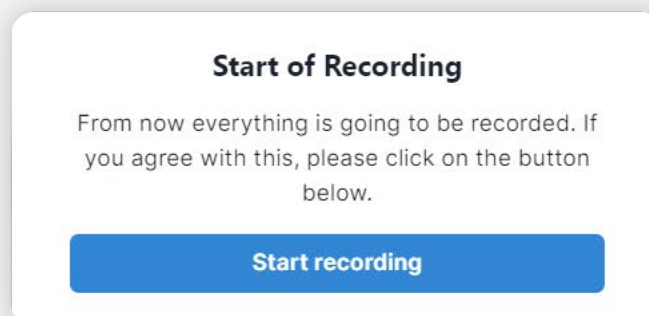 Start of Recording
From now everything is going to be recorded. If
you agree with this, please click on the button
below.
Start recording